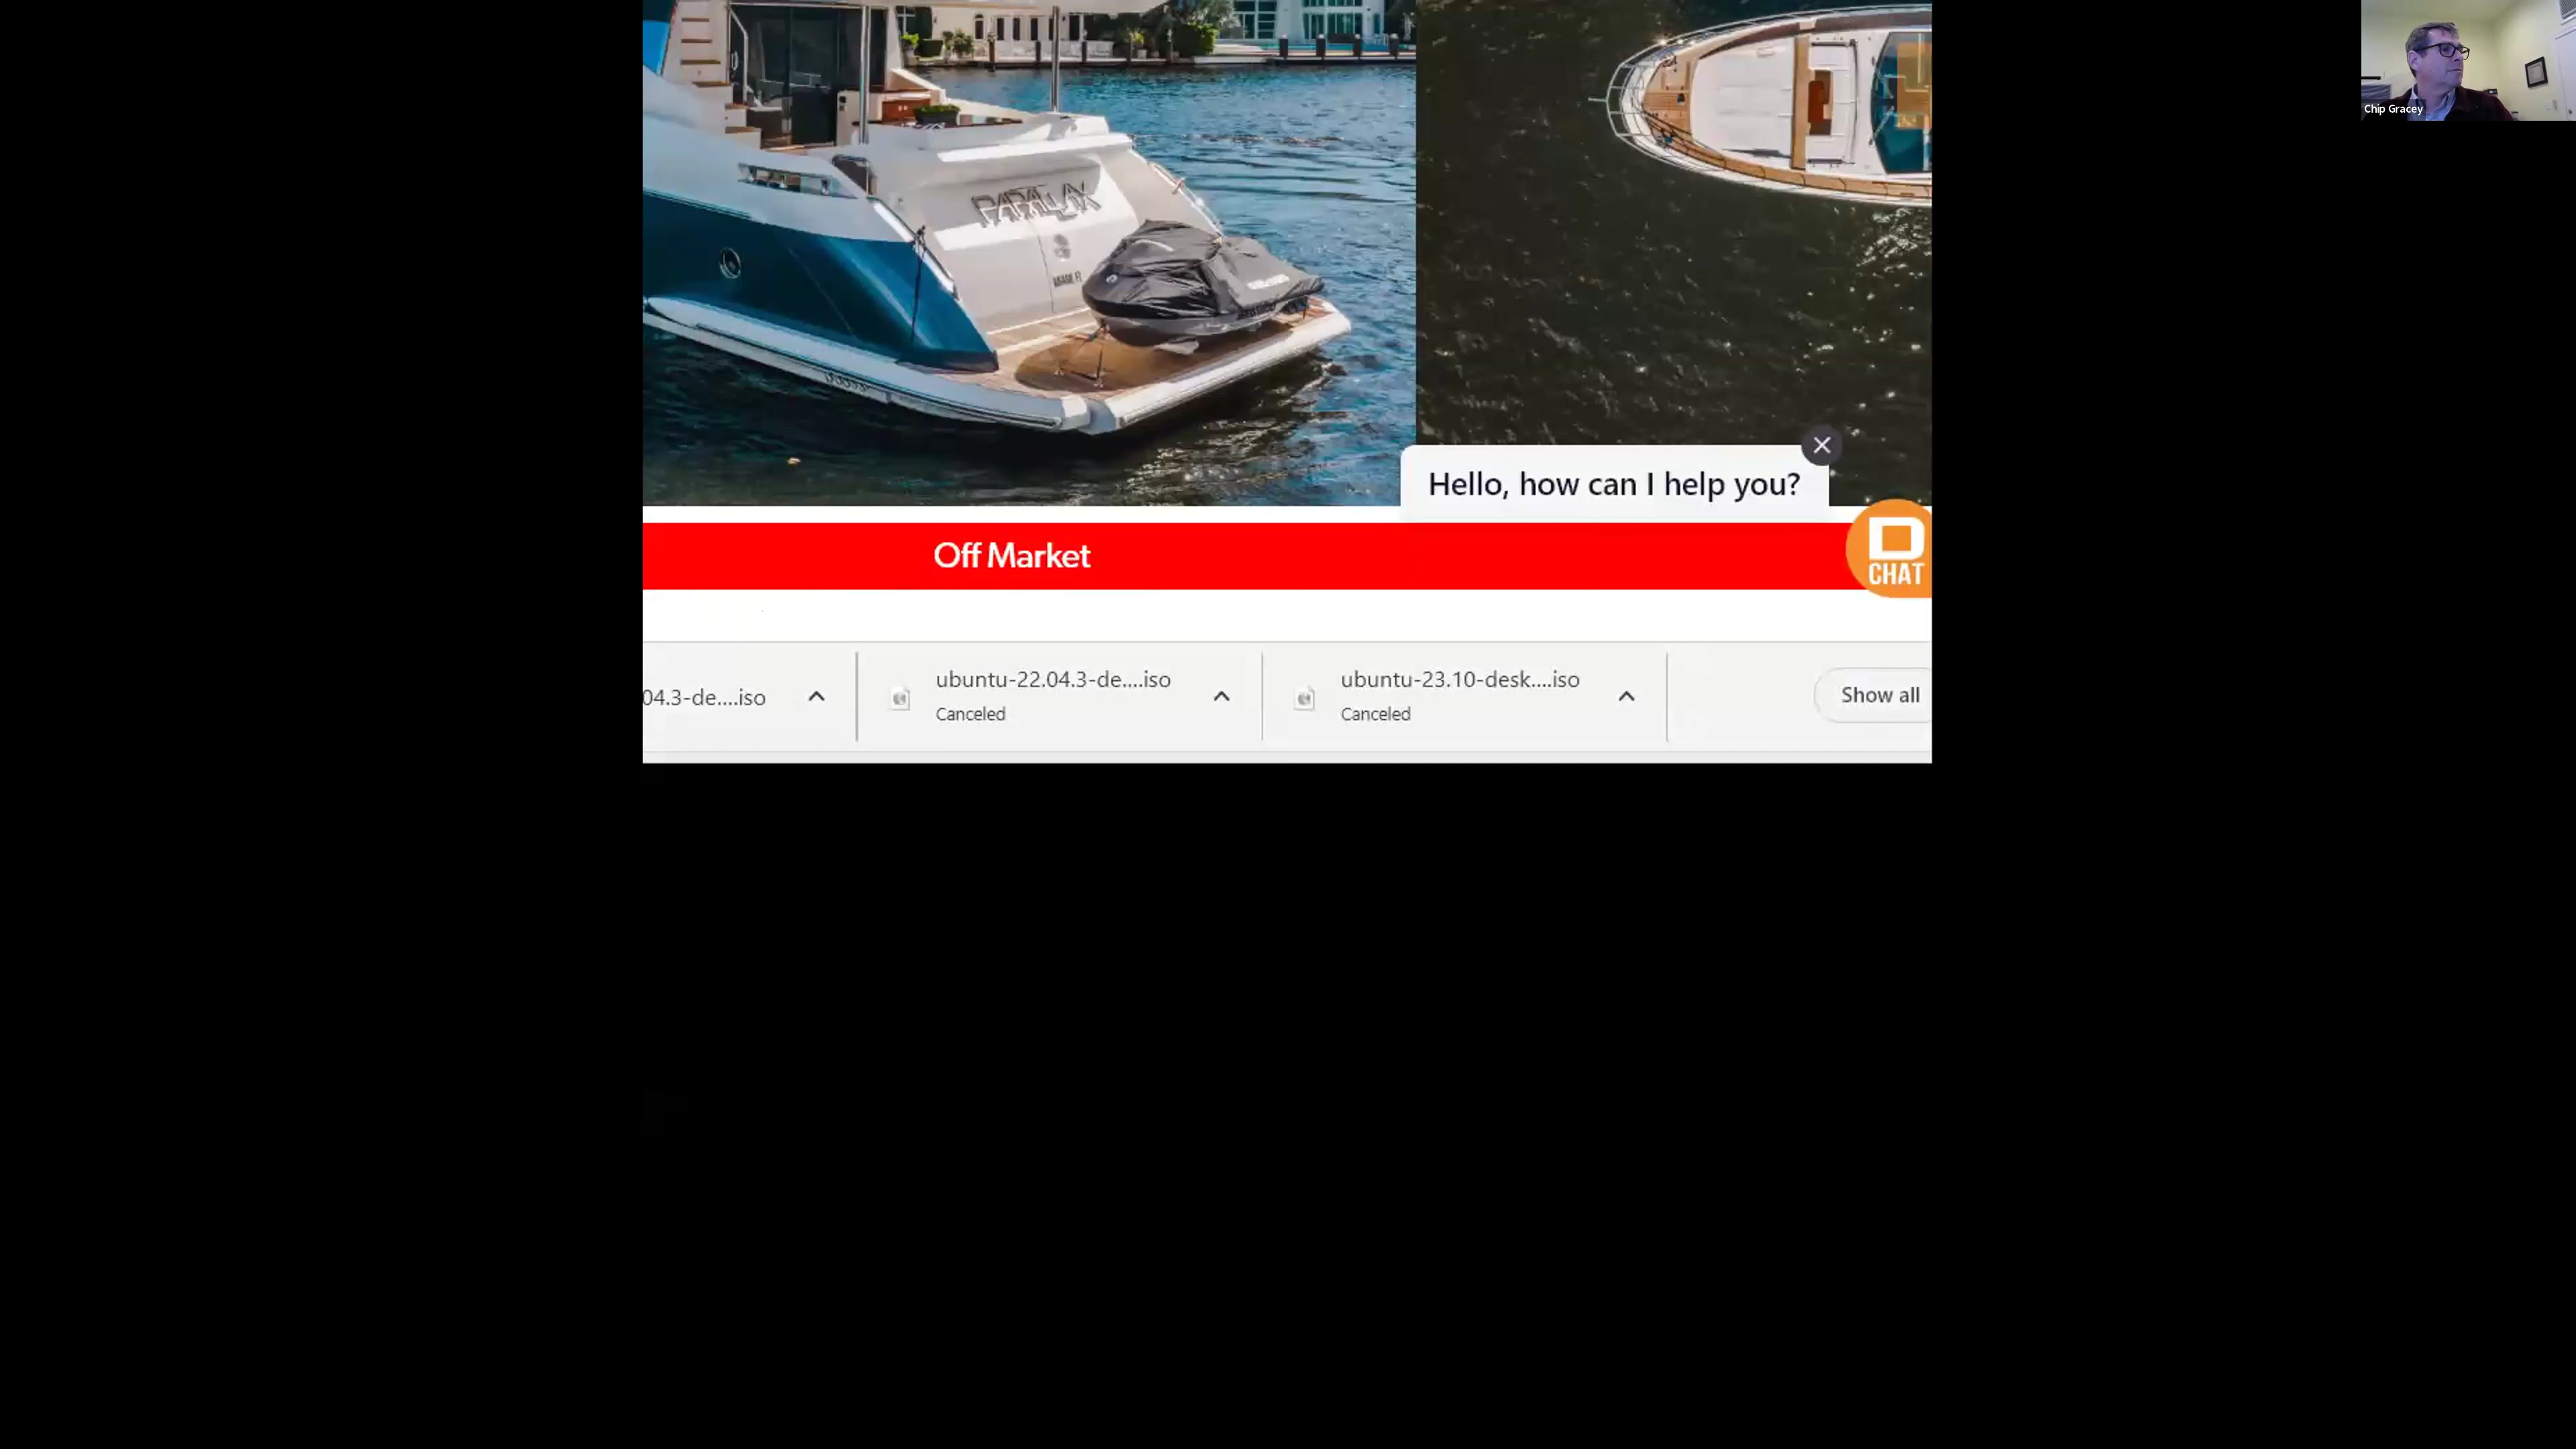 Chip Gracey
PARALLAX
Hello, how can I help you?
Off Market
CHAT
04.3-de....iso
ubuntu-22.04.3-de....iso
Canceled
ubuntu-23.10-desk....iso
Canceled
Show all